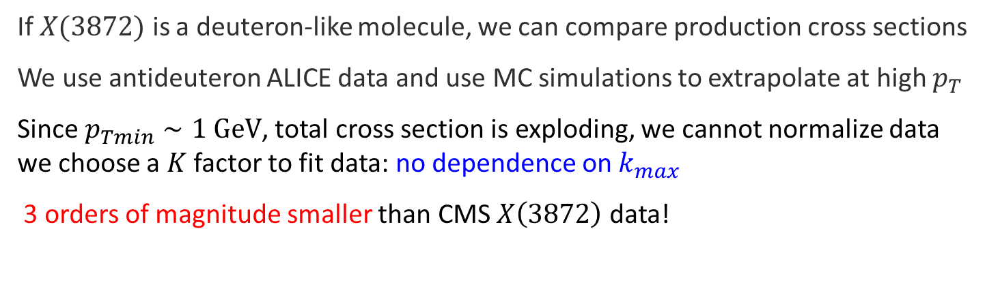 If X(3872) is a deuteron-like molecule, we can compare production cross sections
We use antideuteron ALICE data and use MC simulations to extrapolate at high p_T
Since p_{Tmin} ~ 1 GeV, total cross section is exploding, we cannot normalize data
we choose a K factor to fit data: no dependence on k_{max}
3 orders of magnitude smaller than CMS X(3872) data!